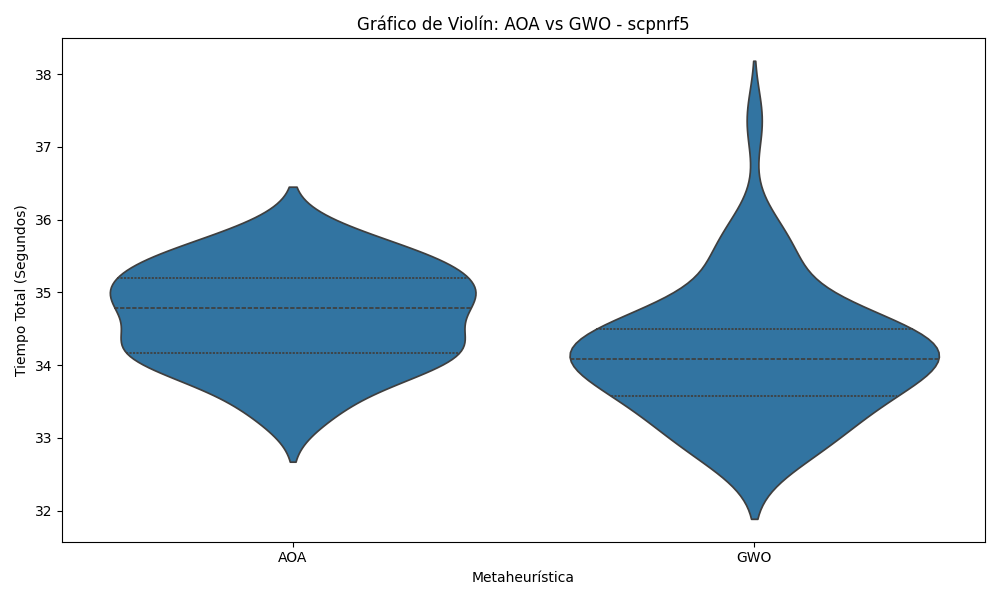 Gráfico de Violín: AOA vs GWO - scpnrf5
Tiempo Total (Segundos)
38
37
36
35
34
33
32
AOA
GWO
Metaheurística